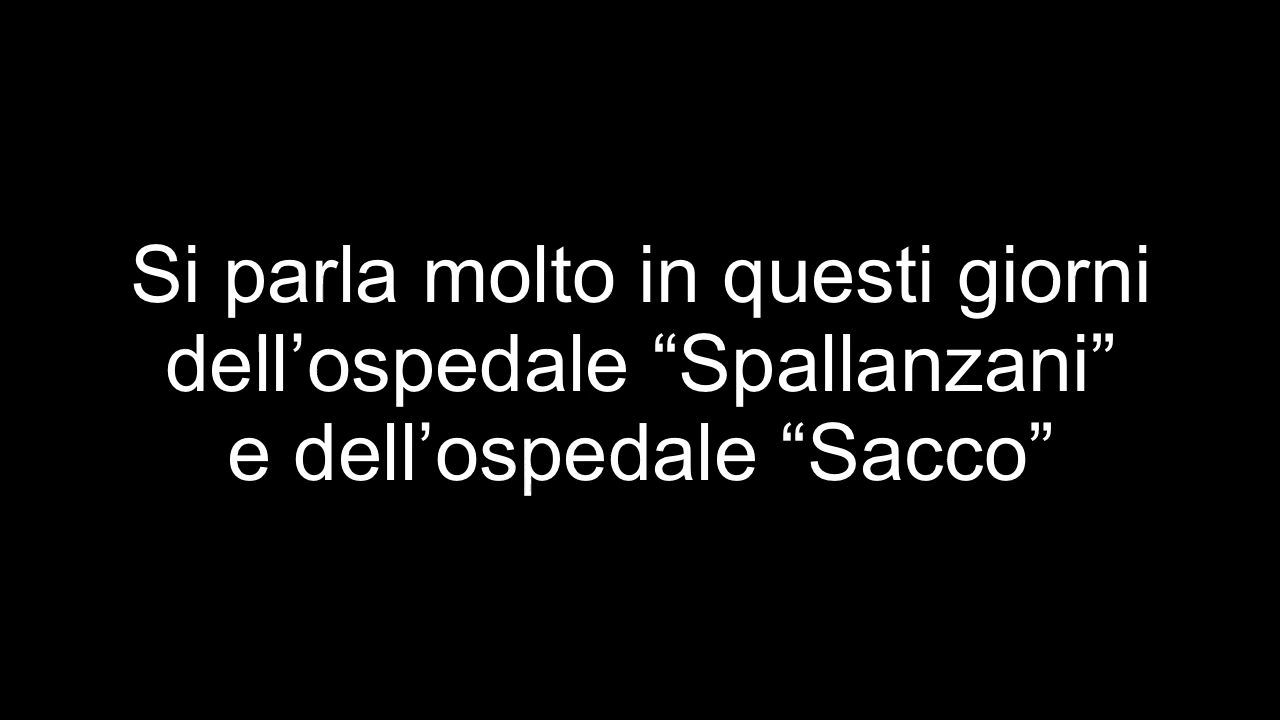 Si parla molto in questi giorni
dell’ospedale “Spallanzani”
e dell’ospedale “Sacco”